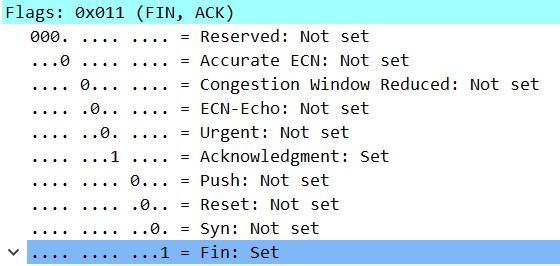 Flags: 0x011 (FIN, ACK)
000. .... .... = Reserved: Not set
...0 .... .... = Accurate ECN: Not set
.... 0... .... = Congestion Window Reduced: Not set
.... .0.. .... = ECN-Echo: Not set
.... ..0. .... = Urgent: Not set
.... ...1 .... = Acknowledgment: Set
.... .... 0... = Push: Not set
.... .... .0.. = Reset: Not set
.... .... ..0. = Syn: Not set
.... .... ...1 = Fin: Set